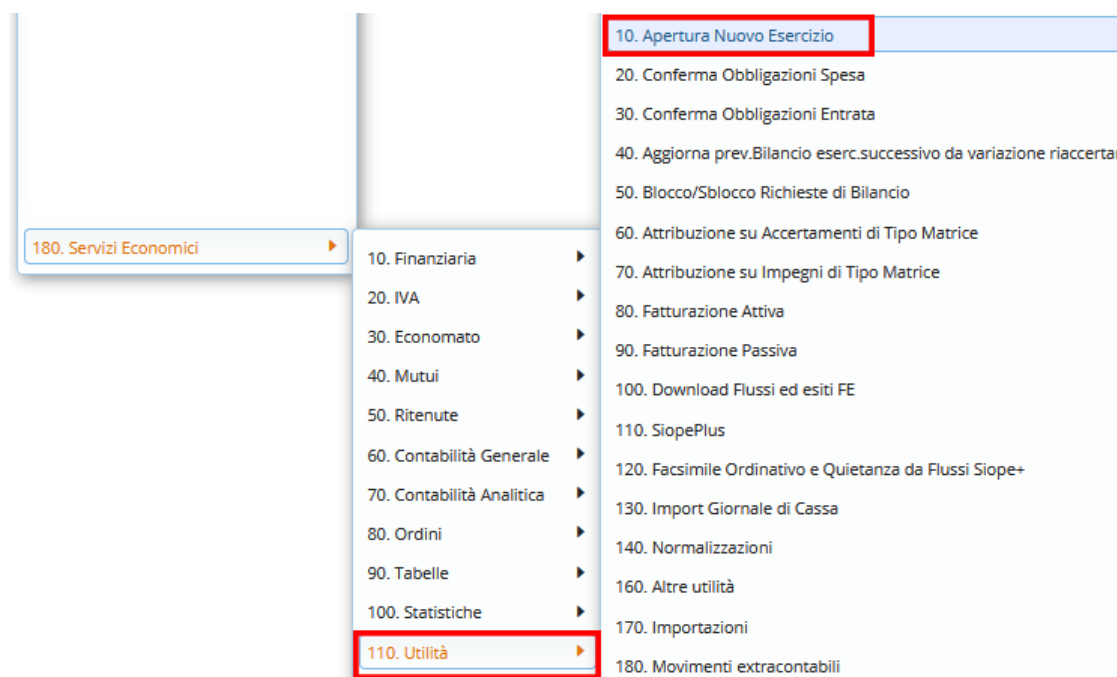 180. Servizi Economici
10. Finanziaria
20. IVA
30. Economato
40. Mutui
50. Ritenute
60. Contabilità Generale
70. Contabilità Analitica
80. Ordini
90. Tabelle
100. Statistiche
110. Utilità
10. Apertura Nuovo Esercizio
20. Conferma Obbligazioni Spesa
30. Conferma Obbligazioni Entrata
40. Aggiorna prev.Bilancio eserc.successivo da variazione riaccerta
50. Blocco/Sblocco Richieste di Bilancio
60. Attribuzione su Accertamenti di Tipo Matrice
70. Attribuzione su Impegni di Tipo Matrice
80. Fatturazione Attiva
90. Fatturazione Passiva
100. Download Flussi ed esiti FE
110. SiopePlus
120. Facsimile Ordinativo e Quietanza da Flussi Siope+
130. Import Giornale di Cassa
140. Normalizzazioni
160. Altre utilità
170. Importazioni
180. Movimenti extracontabili